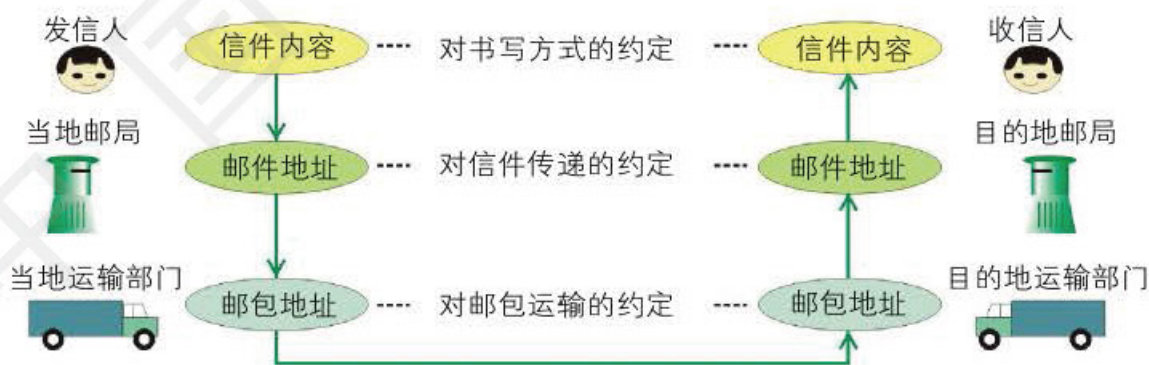 发信人 信件内容 对书写方式的约定 信件内容 收信人
当地邮局 邮件地址 对信件传递的约定 邮件地址 目的地邮局
当地运输部门 邮包地址 对邮包运输的约定 邮包地址 目的地运输部门